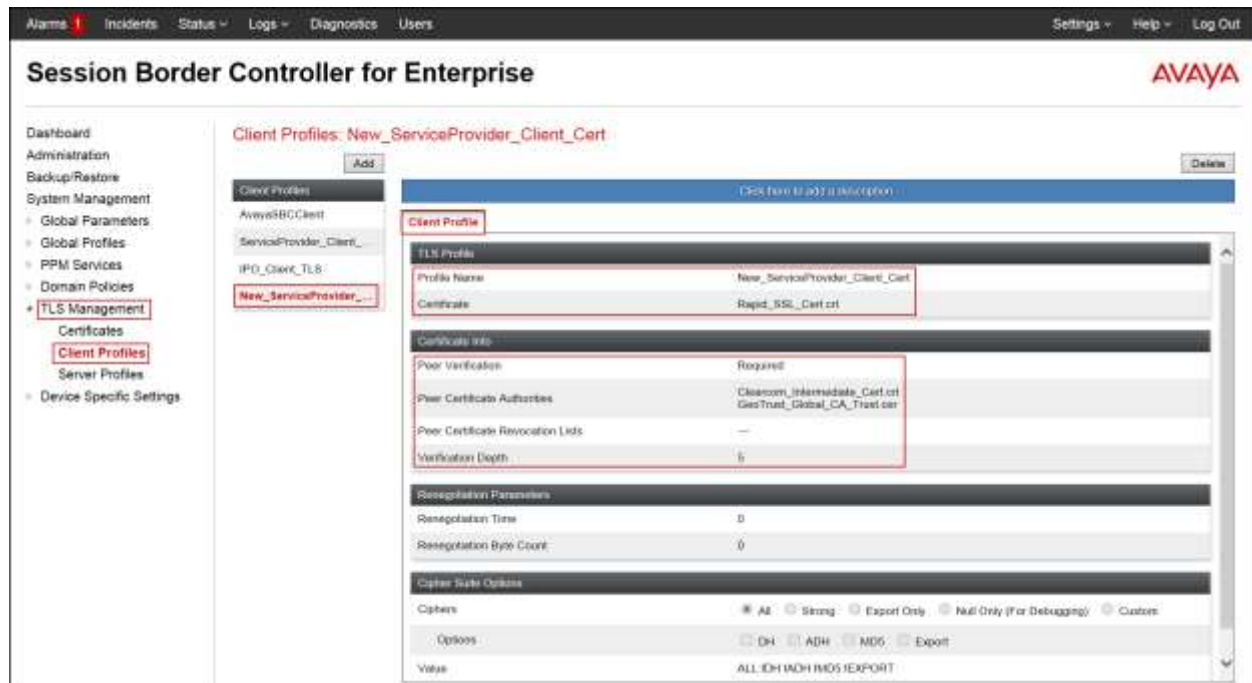 Alarms 1 Incidents Status Logs Diagnostics Users Settings Help Log Out
Session Border Controller for Enterprise
AVAYA
Dashboard
Administration
Backup/Restore
System Management
Global Parameters
Global Profiles
PPM Services
Domain Policies
TLS Management
Certificates
Client Profiles
Server Profiles
Device Specific Settings
Client Profiles: New_ServiceProvider_Client_Cert
Add
Delete
Client Profiles
AvayaSBCClient
ServiceProvider_Client_...
IPO_Client_TLS
New_ServiceProvider_...
Click here to add a description.
Client Profile
TLS Profile
Profile Name New_ServiceProvider_Client_Cert
Certificate Rapid_SSL_Cert.crt
Certificate Info
Peer Verification Required
Peer Certificate Authorities Clearcom_Intermediate_Cert.crt
GeoTrust_Global_CA_Trust.cer
Peer Certificate Revocation Lists ---
Verification Depth 5
Renegotiation Parameters
Renegotiation Time 0
Renegotiation Byte Count 0
Cipher Suite Options
Ciphers All Strong Export Only Null Only (For Debugging) Custom
Options DH ADH MD5 Export
Value ALL:!DH:!ADH:!MD5:!EXPORT